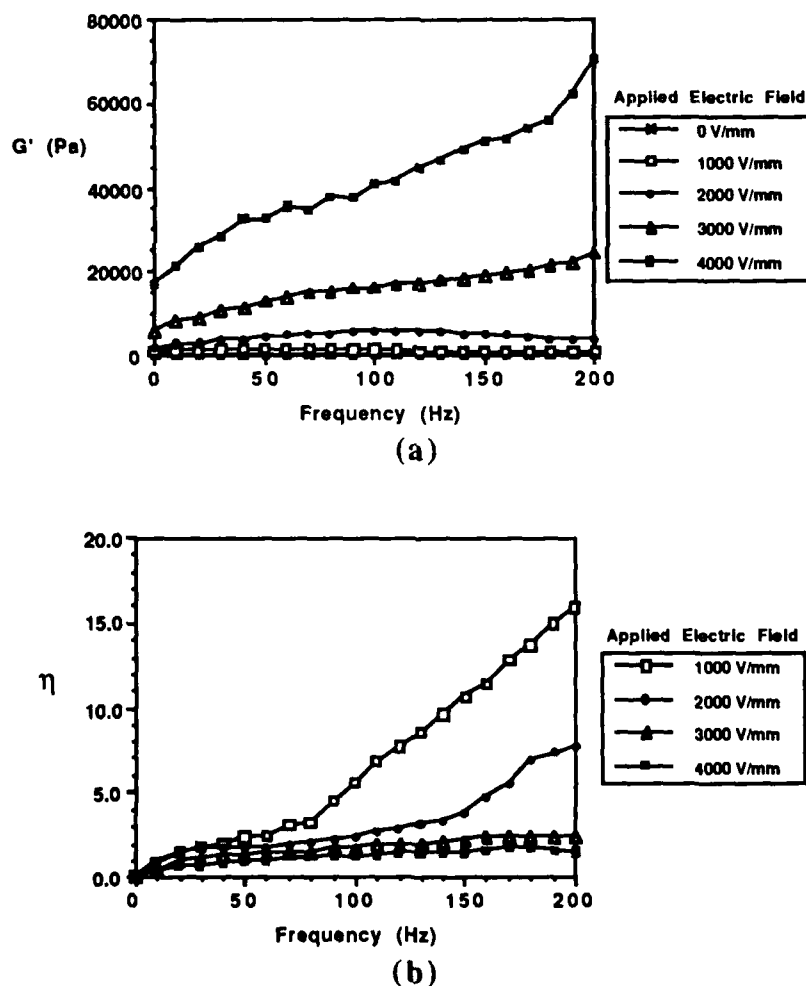 80000
60000
G' (Pa)
40000
20000
0
0 50 100 150 200
Frequency (Hz)
Applied Electric Field
0 V/mm
1000 V/mm
2000 V/mm
3000 V/mm
4000 V/mm
(a)
20.0
15.0
η
10.0
5.0
0.0
0 50 100 150 200
Frequency (Hz)
Applied Electric Field
1000 V/mm
2000 V/mm
3000 V/mm
4000 V/mm
(b)